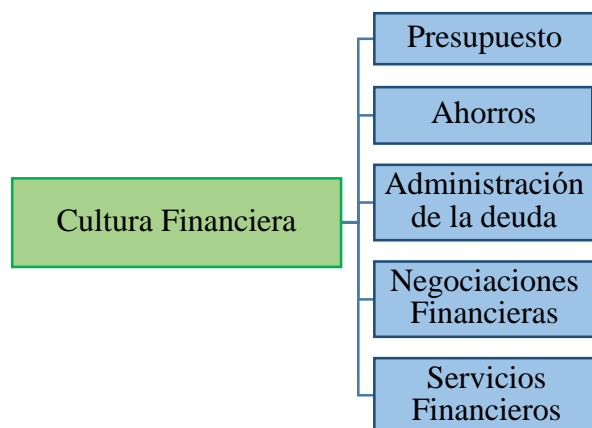 Cultura Financiera
Presupuesto
Ahorros
Administración
de la deuda
Negociaciones
Financieras
Servicios
Financieros